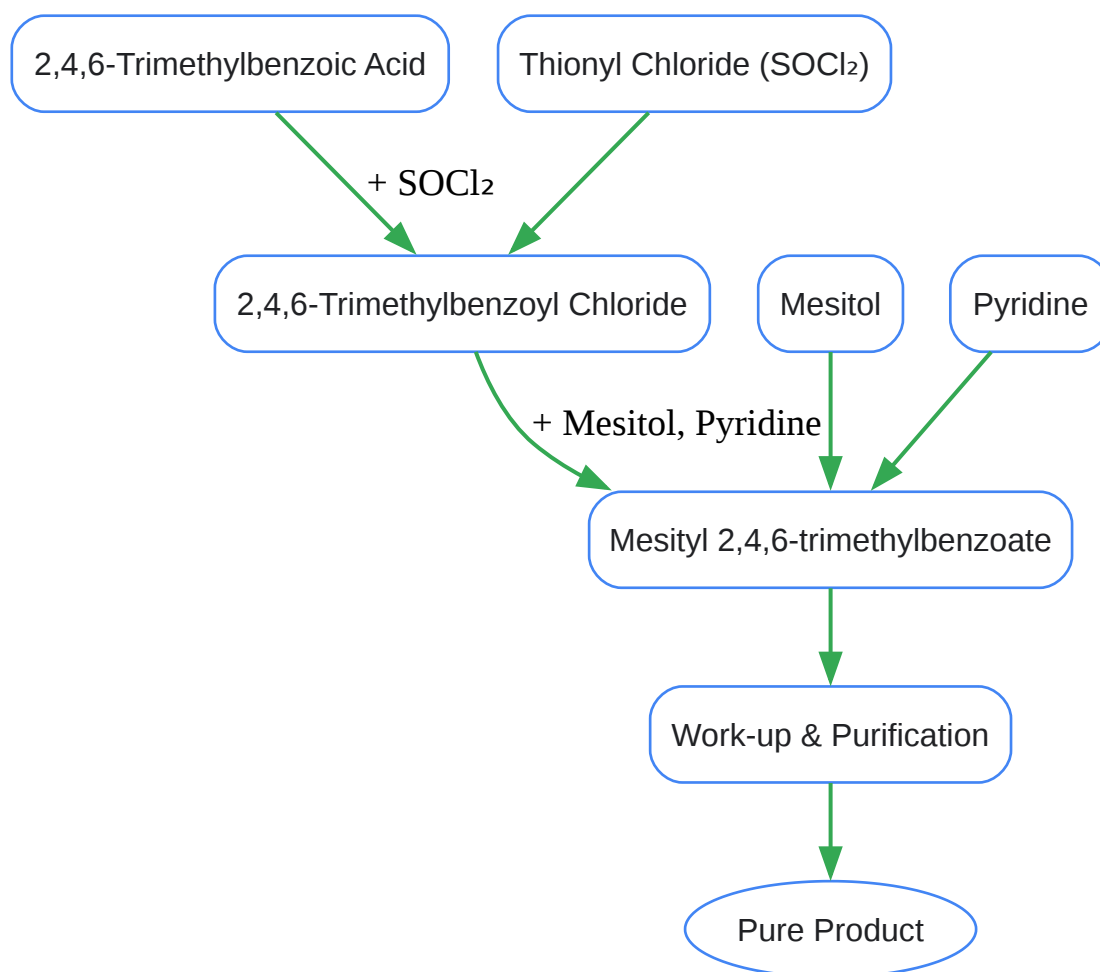 2,4,6-Trimethylbenzoic Acid
Thionyl Chloride (SOCl₂)
+ SOCl₂
2,4,6-Trimethylbenzoyl Chloride
Mesitol
Pyridine
+ Mesitol, Pyridine
Mesityl 2,4,6-trimethylbenzoate
Work-up & Purification
Pure Product